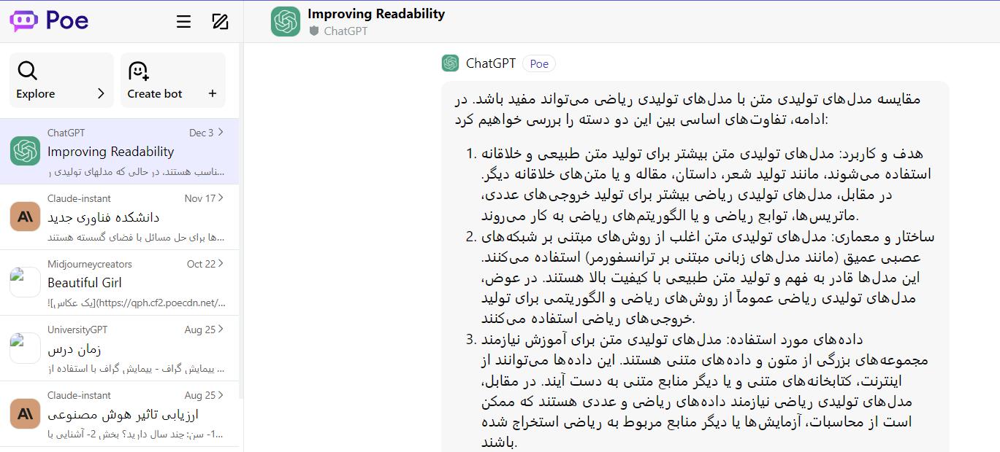 Poe
Explore
Create bot +
ChatGPT Dec 3
Improving Readability
ناسب هستند، در حالی که مدلهای تولیدی ر...
Claude-instant Nov 17
دانشکده فناوری جدید
ها برای حل مسائل با فضای گسسته هستند...
Midjourneycreators Oct 22
Beautiful Girl
![یک عکس](https://qph.cf2.poecdn.net/...
UniversityGPT Aug 25
زمان درس
پیمایش گراف - پیمایش گراف با استفاده از ...
Claude-instant Aug 25
ارزیابی تاثیر هوش مصنوعی
1- سن: چند سال دارید؟ بخش 2- آشنایی با...
Improving Readability
ChatGPT
ChatGPT Poe
مقایسه مدل‌های تولیدی متن با مدل‌های تولیدی ریاضی می‌تواند مفید باشد. در
ادامه، تفاوت‌های اساسی بین این دو دسته را بررسی خواهیم کرد:
1. هدف و کاربرد: مدل‌های تولیدی متن بیشتر برای تولید متن طبیعی و خلاقانه
استفاده می‌شوند، مانند تولید شعر، داستان، مقاله و یا متن‌های خلاقانه دیگر.
در مقابل، مدل‌های تولیدی ریاضی بیشتر برای تولید خروجی‌های عددی،
ماتریس‌ها، توابع ریاضی و یا الگوریتم‌های ریاضی به کار می‌روند.
2. ساختار و معماری: مدل‌های تولیدی متن اغلب از روش‌های مبتنی بر شبکه‌های
عصبی عمیق (مانند مدل‌های زبانی مبتنی بر ترانسفورمر) استفاده می‌کنند.
این مدل‌ها قادر به فهم و تولید متن طبیعی با کیفیت بالا هستند. در عوض،
مدل‌های تولیدی ریاضی عموماً از روش‌های ریاضی و الگوریتمی برای تولید
خروجی‌های ریاضی استفاده می‌کنند.
3. داده‌های مورد استفاده: مدل‌های تولیدی متن برای آموزش نیازمند
مجموعه‌های بزرگی از متون و داده‌های متنی هستند. این داده‌ها می‌توانند از
اینترنت، کتابخانه‌های متنی و یا دیگر منابع متنی به دست آیند. در مقابل،
مدل‌های تولیدی ریاضی نیازمند داده‌های ریاضی و عددی هستند که ممکن
است از محاسبات، آزمایش‌ها یا دیگر منابع مربوط به ریاضی استخراج شده
باشند.